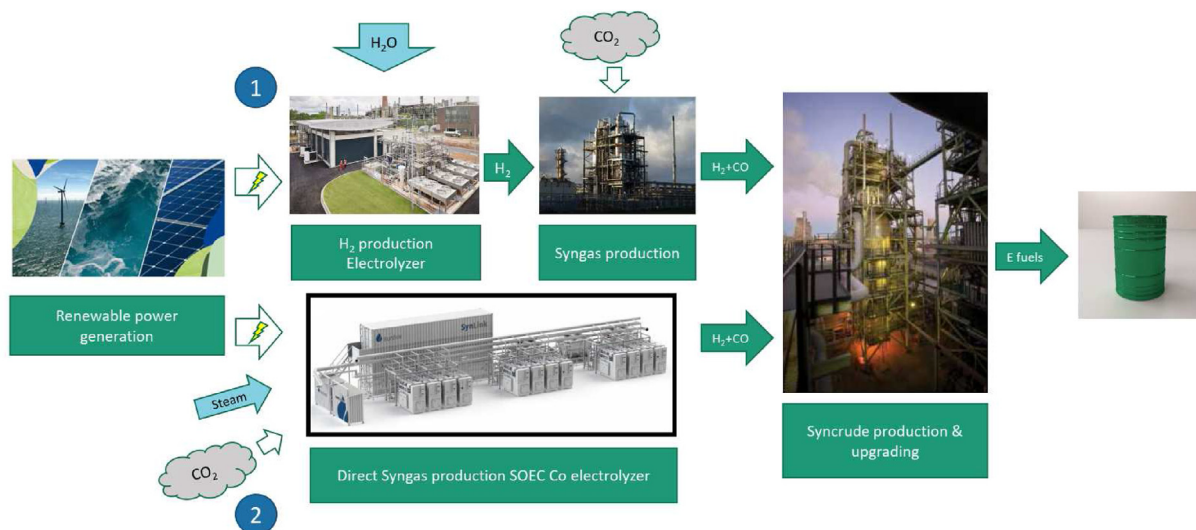 H₂O
CO₂
1
H₂
H₂+CO
H₂ production
Electrolyzer
Syngas production
E fuels
Renewable power
generation
SynLink
H₂+CO
Steam
CO₂
Direct Syngas production SOEC Co electrolyzer
Syncrude production &
upgrading
2